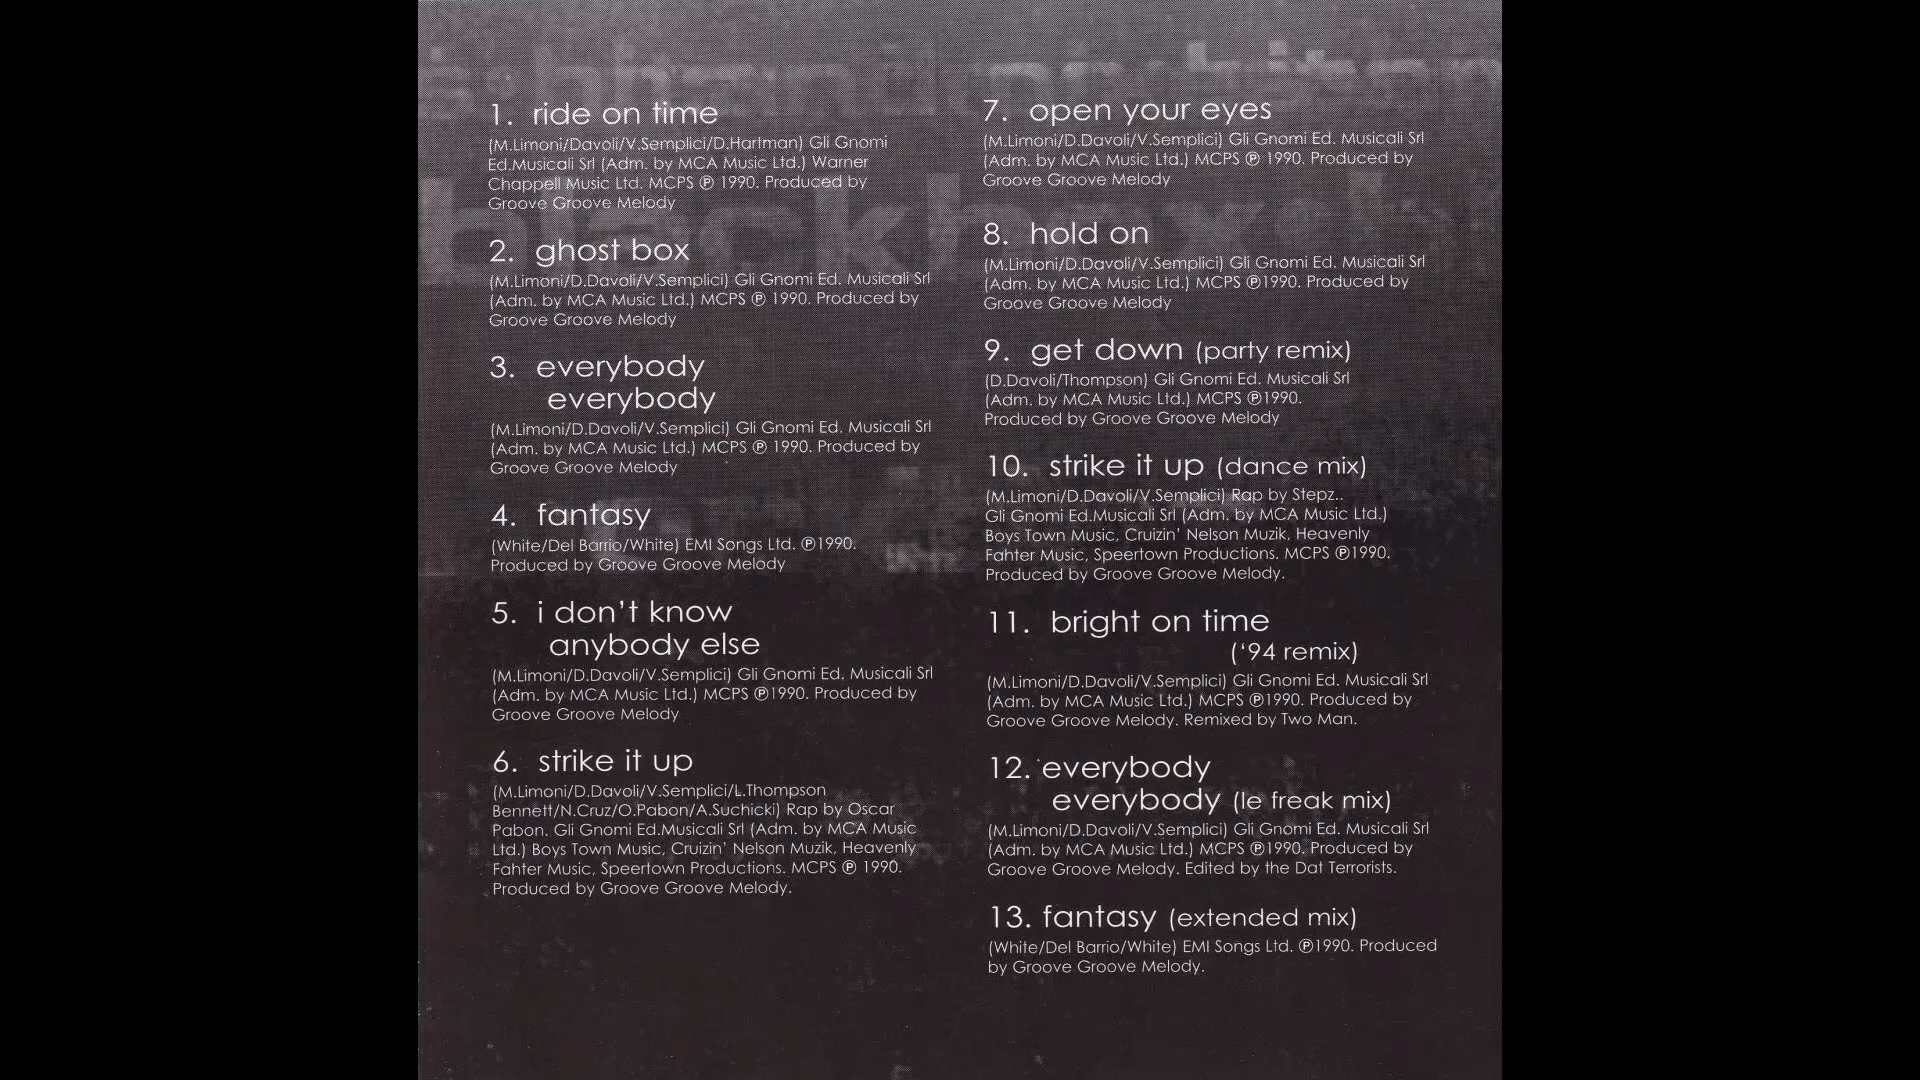 1. ride on time
(M.Limoni/Davoli/V.Semplici/D.Hartman) Gli Gnomi
Ed.Musicali Srl (Adm. by MCA Music Ltd.) Warner
Chappell Music Ltd. MCPS ℗ 1990. Produced by
Groove Groove Melody
2. ghost box
(M.Limoni/D.Davoli/V.Semplici) Gli Gnomi Ed. Musicali Srl
(Adm. by MCA Music Ltd.) MCPS ℗ 1990. Produced by
Groove Groove Melody
3. everybody
everybody
(M.Limoni/D.Davoli/V.Semplici) Gli Gnomi Ed. Musicali Srl
(Adm. by MCA Music Ltd.) MCPS ℗ 1990. Produced by
Groove Groove Melody
4. fantasy
(White/Del Barrio/White) EMI Songs Ltd. ℗1990.
Produced by Groove Groove Melody
5. i don't know
anybody else
(M.Limoni/D.Davoli/V.Semplici) Gli Gnomi Ed. Musicali Srl
(Adm. by MCA Music Ltd.) MCPS ℗1990. Produced by
Groove Groove Melody
6. strike it up
(M.Limoni/D.Davoli/V.Semplici/L.Thompson
Bennett/N.Cruz/O.Pabon/A.Suchicki) Rap by Oscar
Pabon. Gli Gnomi Ed.Musicali Srl (Adm. by MCA Music
Ltd.) Boys Town Music, Cruizin' Nelson Muzik, Heavenly
Fahter Music, Speertown Productions. MCPS ℗ 1990.
Produced by Groove Groove Melody.
7. open your eyes
(M.Limoni/D.Davoli/V.Semplici) Gli Gnomi Ed. Musicali Srl
(Adm. by MCA Music Ltd.) MCPS ℗ 1990. Produced by
Groove Groove Melody
8. hold on
(M.Limoni/D.Davoli/V.Semplici) Gli Gnomi Ed. Musicali Srl
(Adm. by MCA Music Ltd.) MCPS ℗1990. Produced by
Groove Groove Melody
9. get down (party remix)
(D.Davoli/Thompson) Gli Gnomi Ed. Musicali Srl
(Adm. by MCA Music Ltd.) MCPS ℗1990.
Produced by Groove Groove Melody
10. strike it up (dance mix)
(M.Limoni/D.Davoli/V.Semplici) Rap by Stepz..
Gli Gnomi Ed.Musicali Srl (Adm. by MCA Music Ltd.)
Boys Town Music, Cruizin' Nelson Muzik, Heavenly
Fahter Music, Speertown Productions. MCPS ℗1990.
Produced by Groove Groove Melody.
11. bright on time
('94 remix)
(M.Limoni/D.Davoli/V.Semplici) Gli Gnomi Ed. Musicali Srl
(Adm. by MCA Music Ltd.) MCPS ℗1990. Produced by
Groove Groove Melody. Remixed by Two Man.
12. everybody
everybody (le freak mix)
(M.Limoni/D.Davoli/V.Semplici) Gli Gnomi Ed. Musicali Srl
(Adm. by MCA Music Ltd.) MCPS ℗1990. Produced by
Groove Groove Melody. Edited by the Dat Terrorists.
13. fantasy (extended mix)
(White/Del Barrio/White) EMI Songs Ltd. ℗1990. Produced
by Groove Groove Melody.